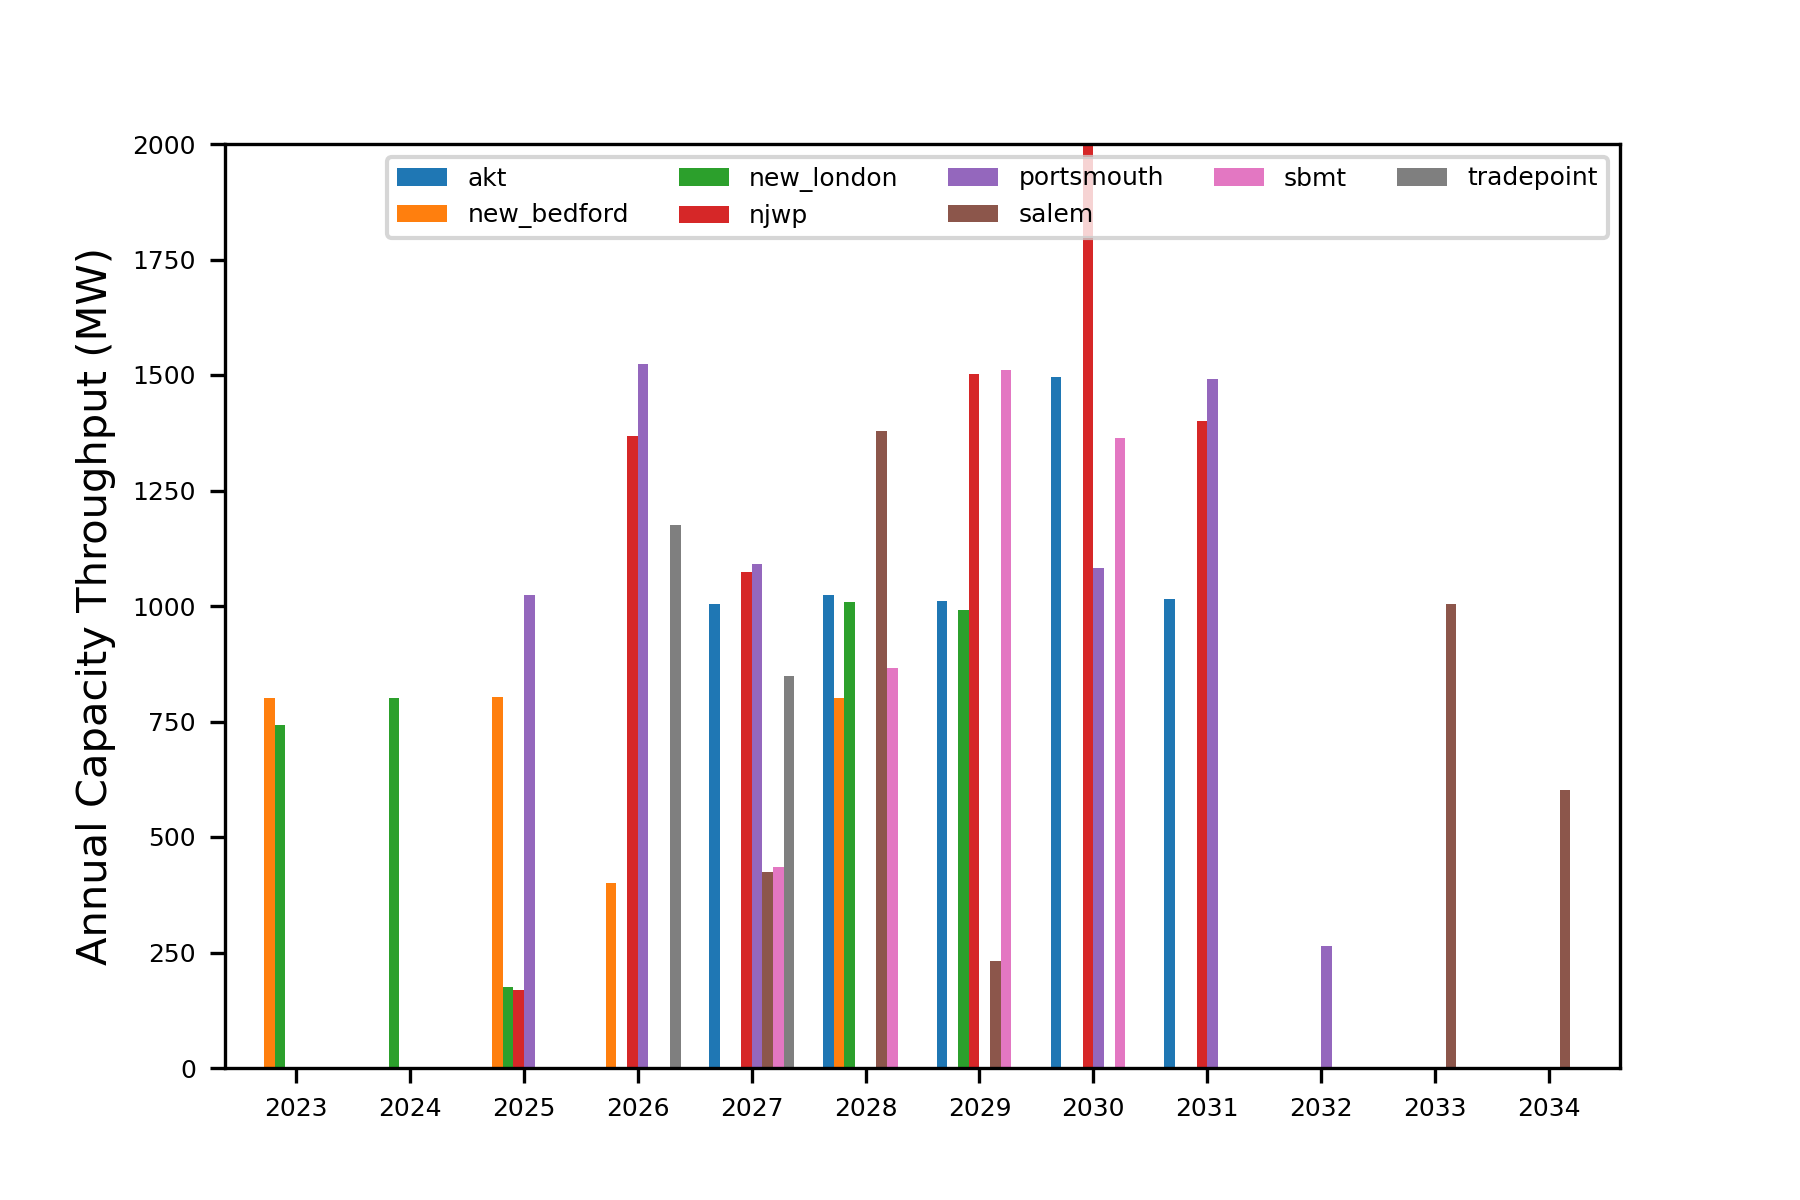 Annual Capacity Throughput (MW)
2000
1750
1500
1250
1000
750
500
250
0
akt new_london portsmouth sbmt tradepoint
new_bedford njwp salem
2023 2024 2025 2026 2027 2028 2029 2030 2031 2032 2033 2034